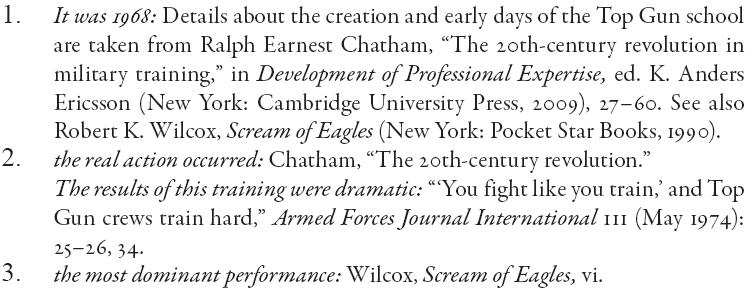 1. It was 1968: Details about the creation and early days of the Top Gun school
are taken from Ralph Earnest Chatham, “The 20th-century revolution in
military training,” in Development of Professional Expertise, ed. K. Anders
Ericsson (New York: Cambridge University Press, 2009), 27–60. See also
Robert K. Wilcox, Scream of Eagles (New York: Pocket Star Books, 1990).
2. the real action occurred: Chatham, “The 20th-century revolution.”
The results of this training were dramatic: “‘You fight like you train,’ and Top
Gun crews train hard,” Armed Forces Journal International 111 (May 1974):
25–26, 34.
3. the most dominant performance: Wilcox, Scream of Eagles, vi.